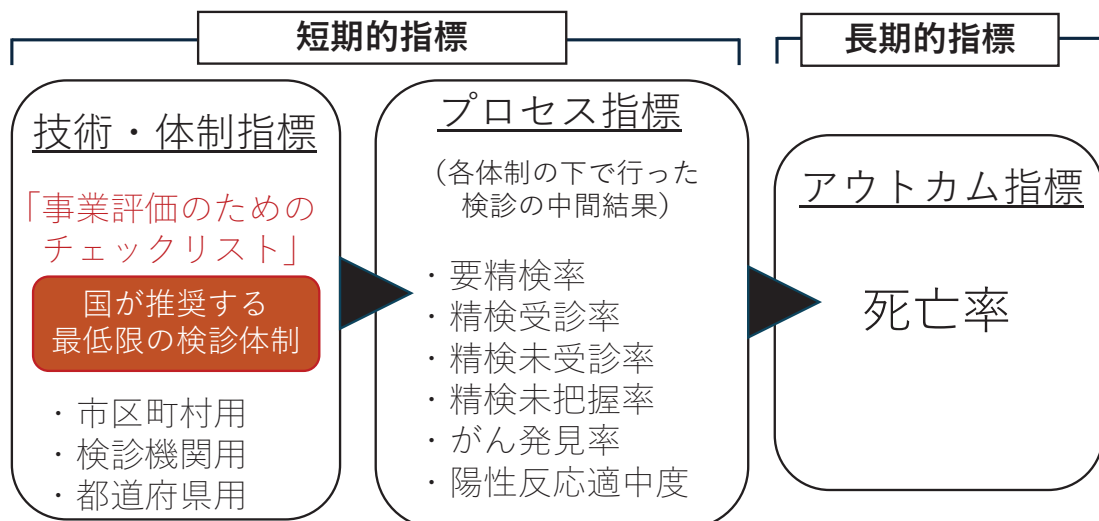 短期的指標
長期的指標
技術・体制指標
「事業評価のための
チェックリスト」
国が推奨する
最低限の検診体制
・市区町村用
・検診機関用
・都道府県用
プロセス指標
（各体制の下で行った
検診の中間結果）
・要精検率
・精検受診率
・精検未受診率
・精検未把握率
・がん発見率
・陽性反応適中度
アウトカム指標
死亡率